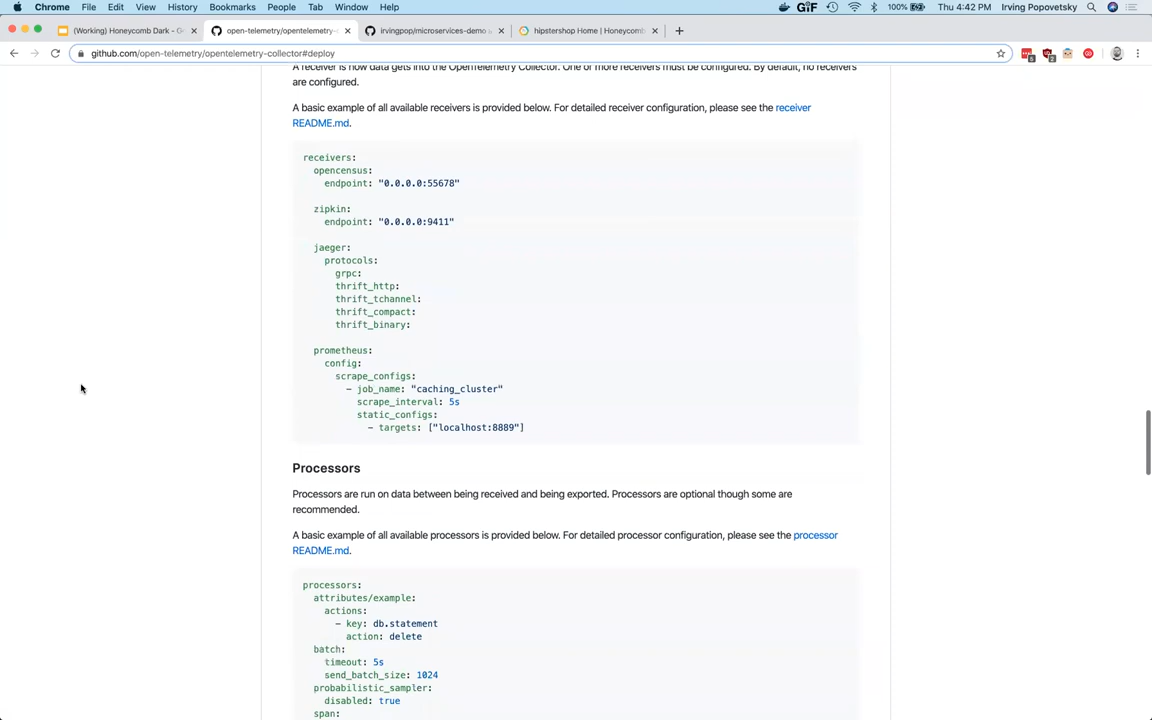 Chrome File Edit View History Bookmarks People Tab Window Help GIF 100% Thu 4:42 PM Irving Popovetsky
(Working) Honeycomb Dark - D open-telemetry/opentelemetry- irvingpop/microservices-demo hipstershop Home | Honeycomb
github.com/open-telemetry/opentelemetry-collector#deploy
A receiver is how data gets into the OpenTelemetry Collector. One or more receivers must be configured. By default, no receivers
are configured.
A basic example of all available receivers is provided below. For detailed receiver configuration, please see the receiver
README.md.
receivers:
opencensus:
endpoint: "0.0.0.0:55678"
zipkin:
endpoint: "0.0.0.0:9411"
jaeger:
protocols:
grpc:
thrift_http:
thrift_tchannel:
thrift_compact:
thrift_binary:
prometheus:
config:
scrape_configs:
- job_name: "caching_cluster"
scrape_interval: 5s
static_configs:
- targets: ["localhost:8889"]
Processors
Processors are run on data between being received and being exported. Processors are optional though some are
recommended.
A basic example of all available processors is provided below. For detailed processor configuration, please see the processor
README.md.
processors:
attributes/example:
actions:
- key: db.statement
action: delete
batch:
timeout: 5s
send_batch_size: 1024
probabilistic_sampler:
disabled: true
span: